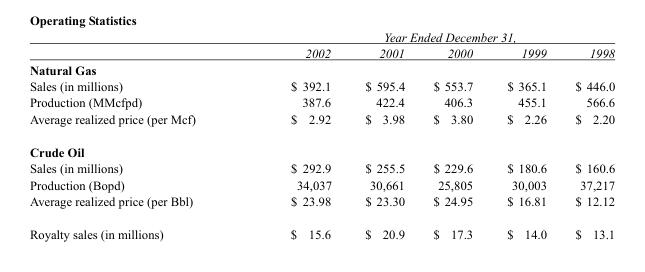 Operating Statistics
Year Ended December 31,
2002 2001 2000 1999 1998
Natural Gas
Sales (in millions) $ 392.1 $ 595.4 $ 553.7 $ 365.1 $ 446.0
Production (MMcfpd) 387.6 422.4 406.3 455.1 566.6
Average realized price (per Mcf) $ 2.92 $ 3.98 $ 3.80 $ 2.26 $ 2.20
Crude Oil
Sales (in millions) $ 292.9 $ 255.5 $ 229.6 $ 180.6 $ 160.6
Production (Bopd) 34,037 30,661 25,805 30,003 37,217
Average realized price (per Bbl) $ 23.98 $ 23.30 $ 24.95 $ 16.81 $ 12.12
Royalty sales (in millions) $ 15.6 $ 20.9 $ 17.3 $ 14.0 $ 13.1